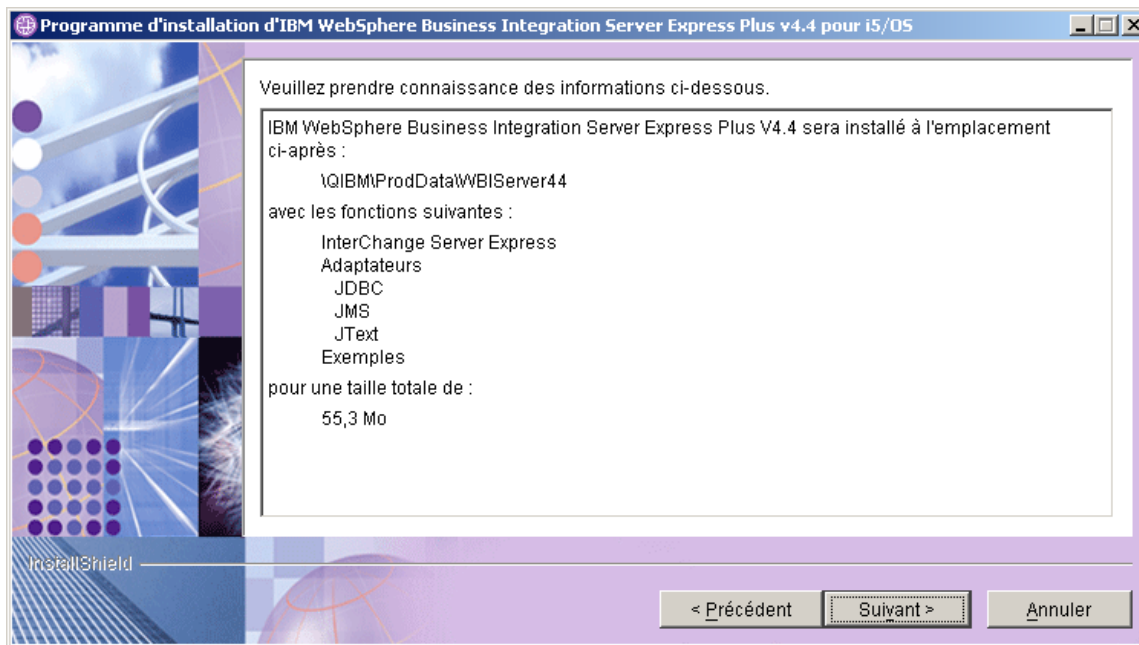 Programme d'installation d'IBM WebSphere Business Integration Server Express Plus v4.4 pour i5/OS
Veuillez prendre connaissance des informations ci-dessous.
IBM WebSphere Business Integration Server Express Plus V4.4 sera installé à l'emplacement
ci-après :
\QIBM\ProdData\WBIServer44
avec les fonctions suivantes :
InterChange Server Express
Adaptateurs
JDBC
JMS
JText
Exemples
pour une taille totale de :
55,3 Mo
InstallShield
< Précédent
Suivant >
Annuler